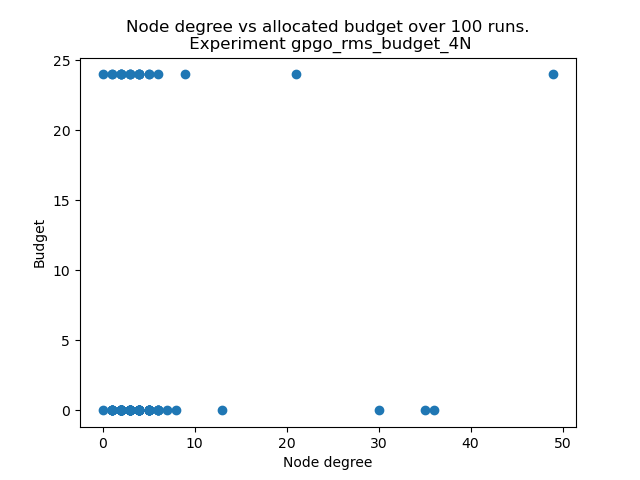 Node degree vs allocated budget over 100 runs.
Experiment gpgo_rms_budget_4N
25
20
15
10
5
0
Budget
0 10 20 30 40 50
Node degree